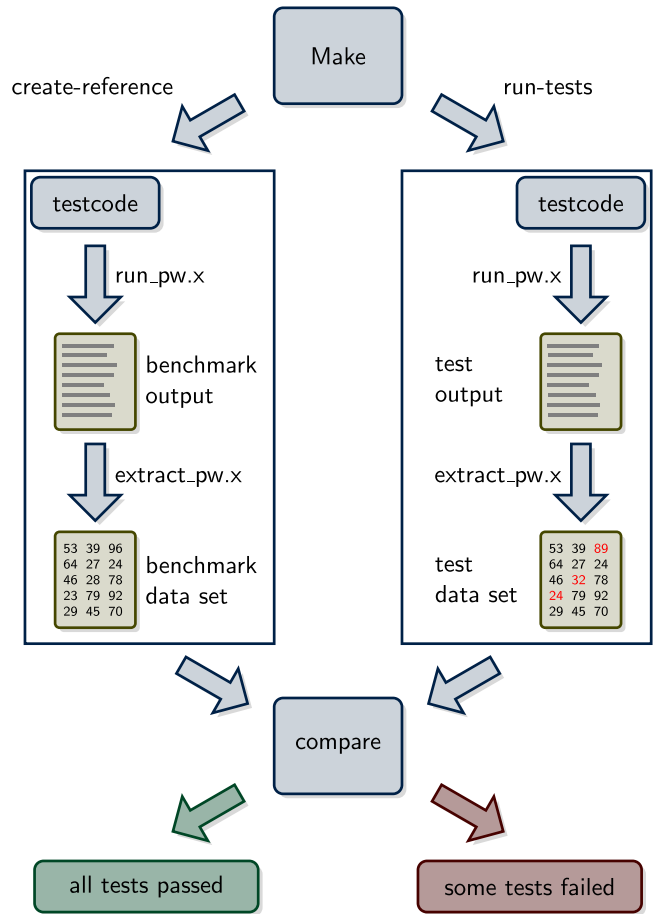 Make
create-reference
run-tests
testcode
run_pw.x
benchmark
output
extract_pw.x
53 39 96
64 27 24
46 28 78
23 79 92
29 45 70
benchmark
data set
testcode
run_pw.x
test
output
extract_pw.x
test
data set
53 39 89
64 27 24
46 32 78
24 79 92
29 45 70
compare
all tests passed
some tests failed